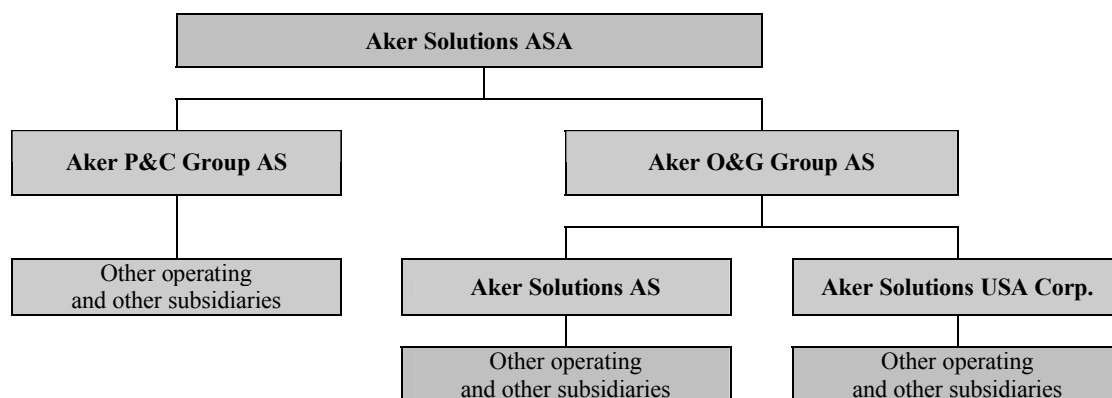 Aker Solutions ASA
Aker P&C Group AS
Aker O&G Group AS
Other operating
and other subsidiaries
Aker Solutions AS
Aker Solutions USA Corp.
Other operating
and other subsidiaries
Other operating
and other subsidiaries